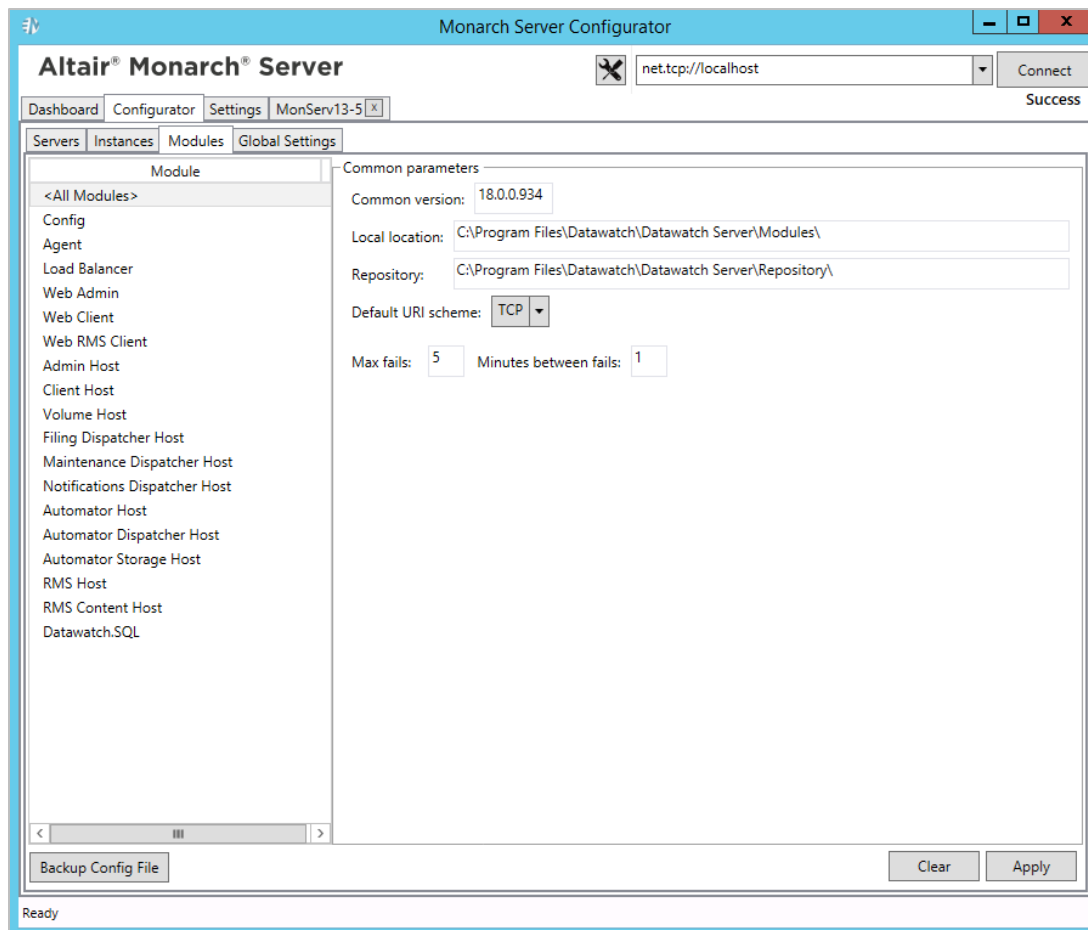 Monarch Server Configurator
Altair® Monarch® Server
net.tcp://localhost
Connect
Success
Dashboard Configurator Settings MonServ13-5 x
Servers Instances Modules Global Settings
Module
<All Modules>
Config
Agent
Load Balancer
Web Admin
Web Client
Web RMS Client
Admin Host
Client Host
Volume Host
Filing Dispatcher Host
Maintenance Dispatcher Host
Notifications Dispatcher Host
Automator Host
Automator Dispatcher Host
Automator Storage Host
RMS Host
RMS Content Host
Datawatch.SQL
Common parameters
Common version: 18.0.0.934
Local location: C:\Program Files\Datawatch\Datawatch Server\Modules\
Repository: C:\Program Files\Datawatch\Datawatch Server\Repository\
Default URI scheme: TCP
Max fails: 5 Minutes between fails: 1
Backup Config File
Clear Apply
Ready